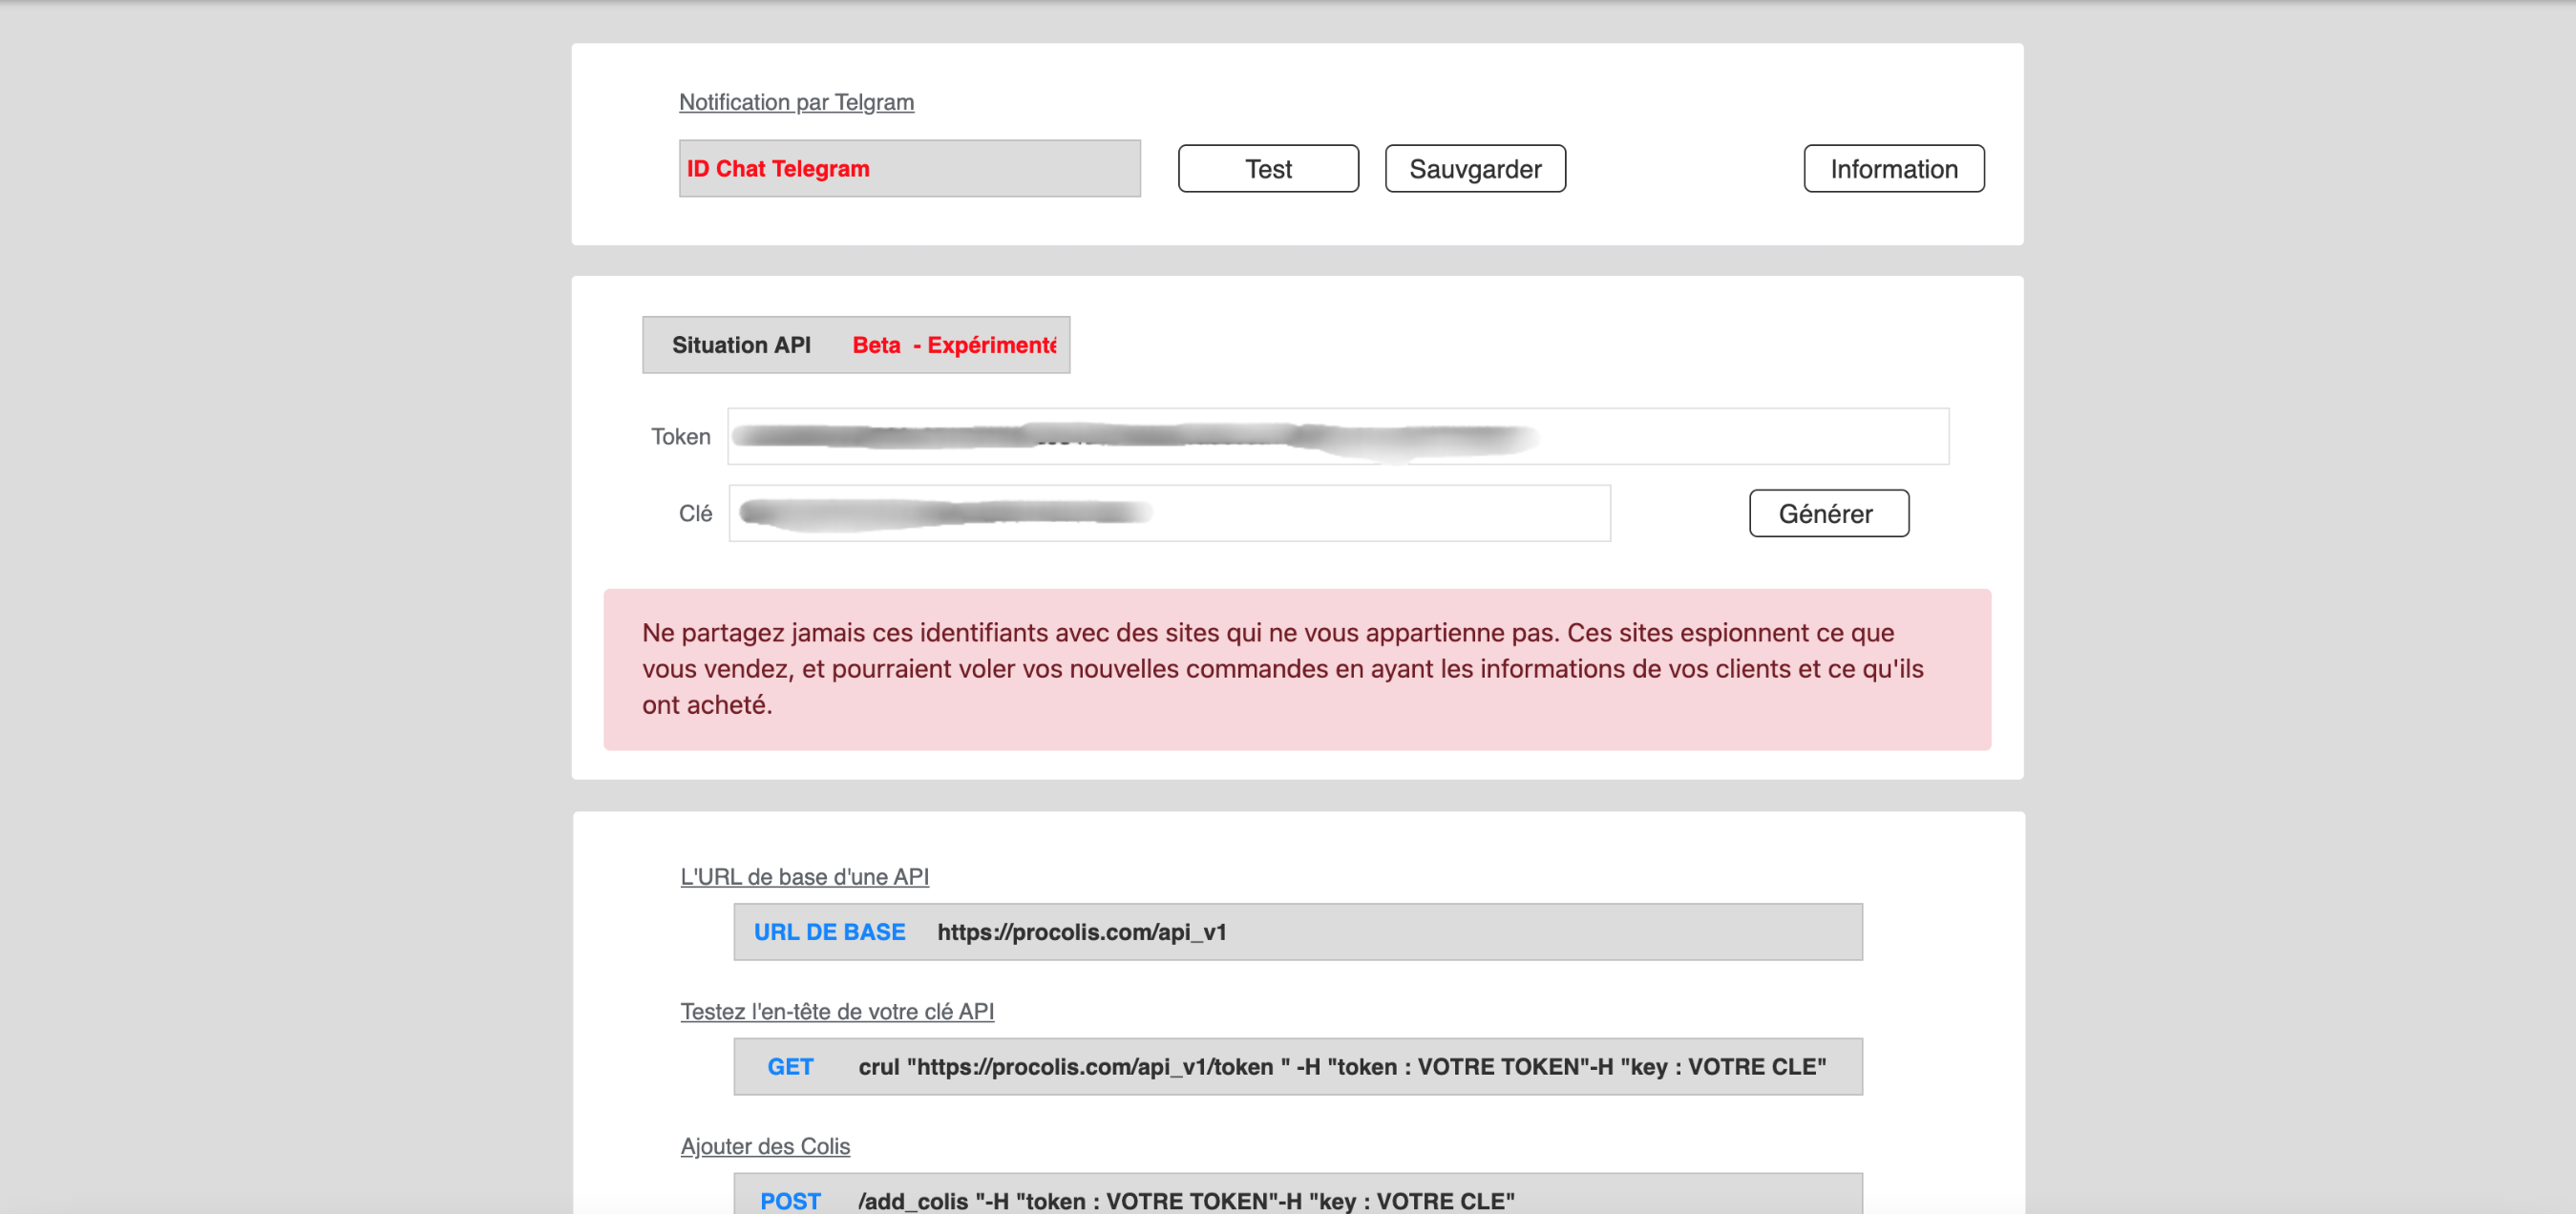 Notification par Telgram
ID Chat Telegram
Test
Sauvgarder
Information
Situation API
Beta - Expérimenté
Token
Clé
Générer
Ne partagez jamais ces identifiants avec des sites qui ne vous appartienne pas. Ces sites espionnent ce que
vous vendez, et pourraient voler vos nouvelles commandes en ayant les informations de vos clients et ce qu'ils
ont acheté.
L'URL de base d'une API
URL DE BASE https://procolis.com/api_v1
Testez l'en-tête de votre clé API
GET crul "https://procolis.com/api_v1/token " -H "token : VOTRE TOKEN"-H "key : VOTRE CLE"
Ajouter des Colis
POST /add_colis "-H "token : VOTRE TOKEN"-H "key : VOTRE CLE"